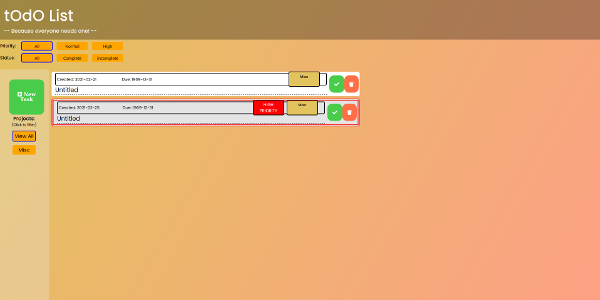 tOdO List
-- Because everyone needs one! --
Priority: All Normal High
Status: All Complete Incomplete
New Task
Projects:
(Click to filter)
View All
Misc
Created: 2021-02-21 Due: 1969-12-31 Misc
Untitled
Created: 2021-02-20 Due: 1969-12-31 HIGH PRIORITY Misc
Untitled